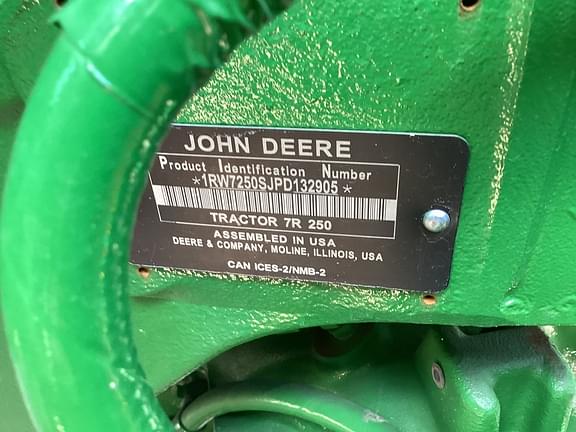 JOHN DEERE
Product Identification Number
*1RW7250SJPD132905*
TRACTOR 7R 250
ASSEMBLED IN USA
DEERE & COMPANY, MOLINE, ILLINOIS, USA
CAN ICES-2/NMB-2